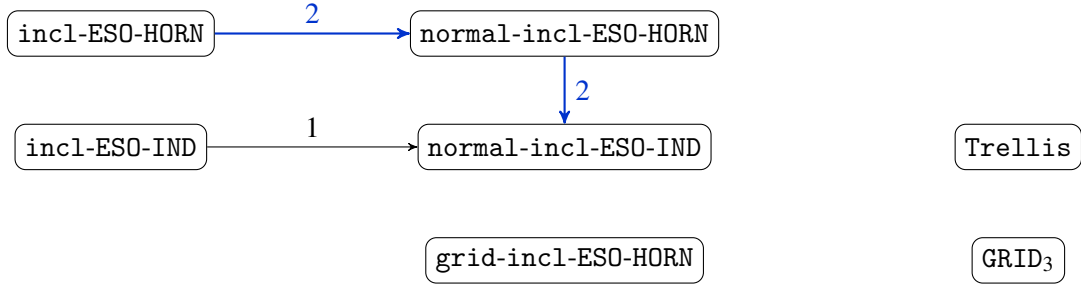 2
incl-ESO-HORN normal-incl-ESO-HORN
2
1
incl-ESO-IND normal-incl-ESO-IND Trellis
grid-incl-ESO-HORN GRID₃